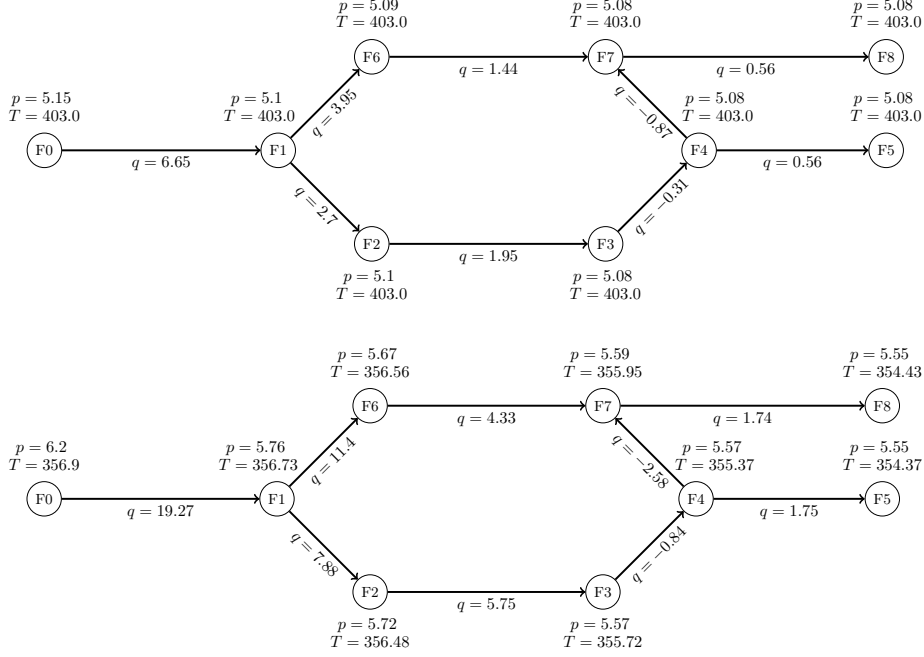 p = 5.09
T = 403.0
p = 5.08
T = 403.0
p = 5.08
T = 403.0
F6
F7
F8
q = 1.44
q = 0.56
p = 5.15
T = 403.0
p = 5.1
T = 403.0
q = 3.95
q = −0.87
p = 5.08
T = 403.0
p = 5.08
T = 403.0
F0
F1
F4
F5
q = 6.65
q = 0.56
q = 2.7
q = −0.31
F2
F3
q = 1.95
p = 5.1
T = 403.0
p = 5.08
T = 403.0
p = 5.67
T = 356.56
p = 5.59
T = 355.95
p = 5.55
T = 354.43
F6
F7
F8
q = 4.33
q = 1.74
p = 6.2
T = 356.9
p = 5.76
T = 356.73
q = 11.4
q = −2.58
p = 5.57
T = 355.37
p = 5.55
T = 354.37
F0
F1
F4
F5
q = 19.27
q = 1.75
q = 7.88
q = −0.84
F2
F3
q = 5.75
p = 5.72
T = 356.48
p = 5.57
T = 355.72